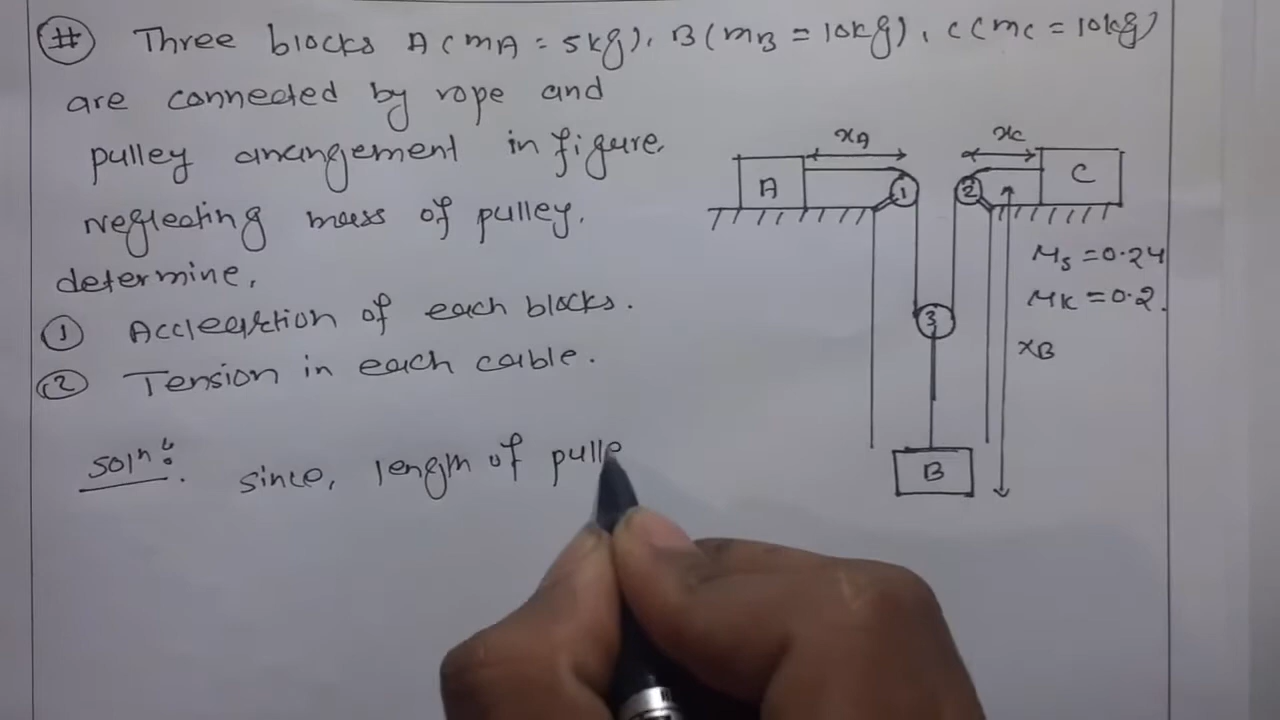 # Three blocks A (mA = 5kg), B (mB = 10kg), C (mC = 10kg)
are connected by rope and
pulley arrangement in figure.
neglecting mass of pulley.
determine,
① Acclearction of each blocks.
② Tension in each cable.
soln:
since, length of pulle
xA
xC
A
1
2
C
μs = 0.24
μk = 0.2.
3
xB
B